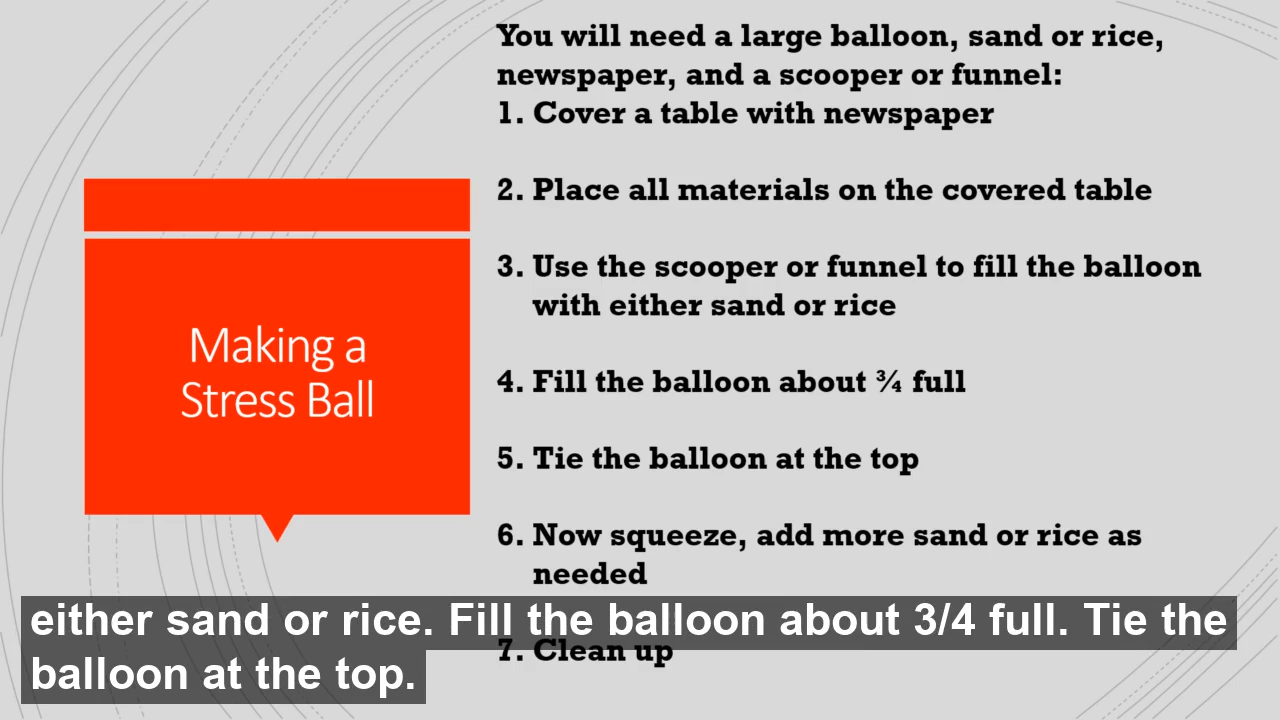 You will need a large balloon, sand or rice,
newspaper, and a scooper or funnel:
1. Cover a table with newspaper
2. Place all materials on the covered table
3. Use the scooper or funnel to fill the balloon
with either sand or rice
4. Fill the balloon about ¾ full
5. Tie the balloon at the top
6. Now squeeze, add more sand or rice as
needed
7. Clean up
Making a
Stress Ball
either sand or rice. Fill the balloon about 3/4 full. Tie the
balloon at the top.